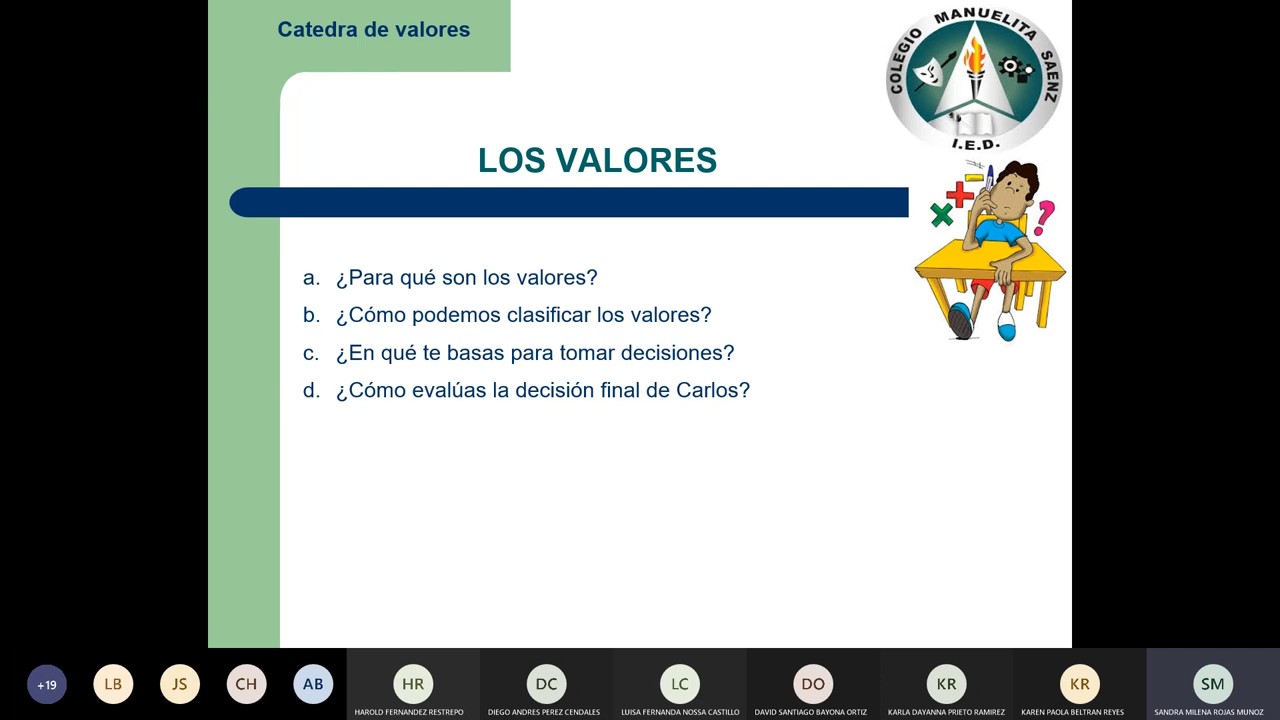 Catedra de valores
COLEGIO MANUELITA SAENZ
I.E.D.
LOS VALORES
a. ¿Para qué son los valores?
b. ¿Cómo podemos clasificar los valores?
c. ¿En qué te basas para tomar decisiones?
d. ¿Cómo evalúas la decisión final de Carlos?
+19 LB JS CH AB HR DC LC DO KR KR SM
HAROLD FERNANDEZ RESTREPO DIEGO ANDRES PEREZ CENDALES LUISA FERNANDA NOSSA CASTILLO DAVID SANTIAGO BAYONA ORTIZ KARLA DAYANNA PRIETO RAMIREZ KAREN PAOLA BELTRAN REYES SANDRA MILENA ROJAS MUNOZ